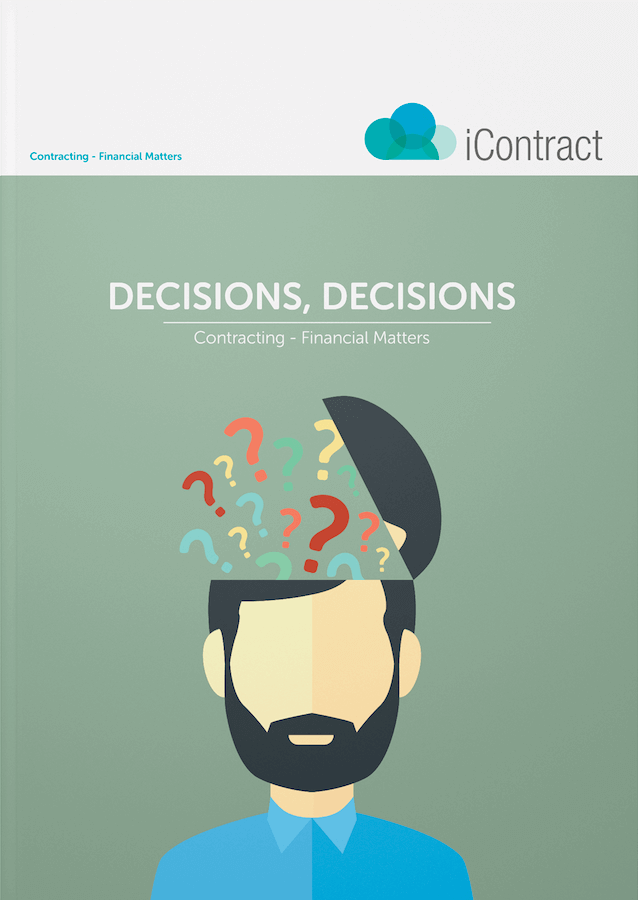 Contracting - Financial Matters
iContract
DECISIONS, DECISIONS
Contracting - Financial Matters